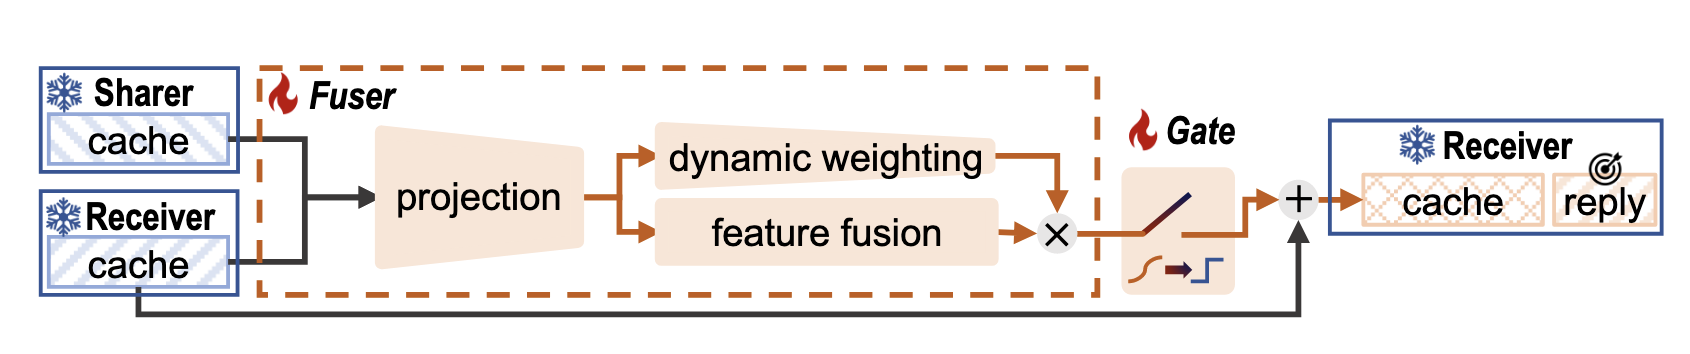 Sharer
cache
Receiver
cache
Fuser
projection
dynamic weighting
feature fusion
×
Gate
+
Receiver
cache
reply